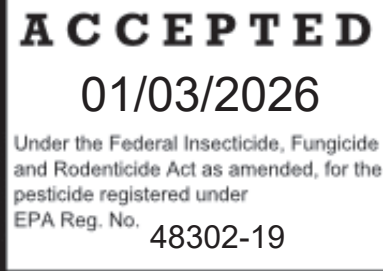 ACCEPTED
01/03/2026
Under the Federal Insecticide, Fungicide
and Rodenticide Act as amended, for the
pesticide registered under
EPA Reg. No. 48302-19